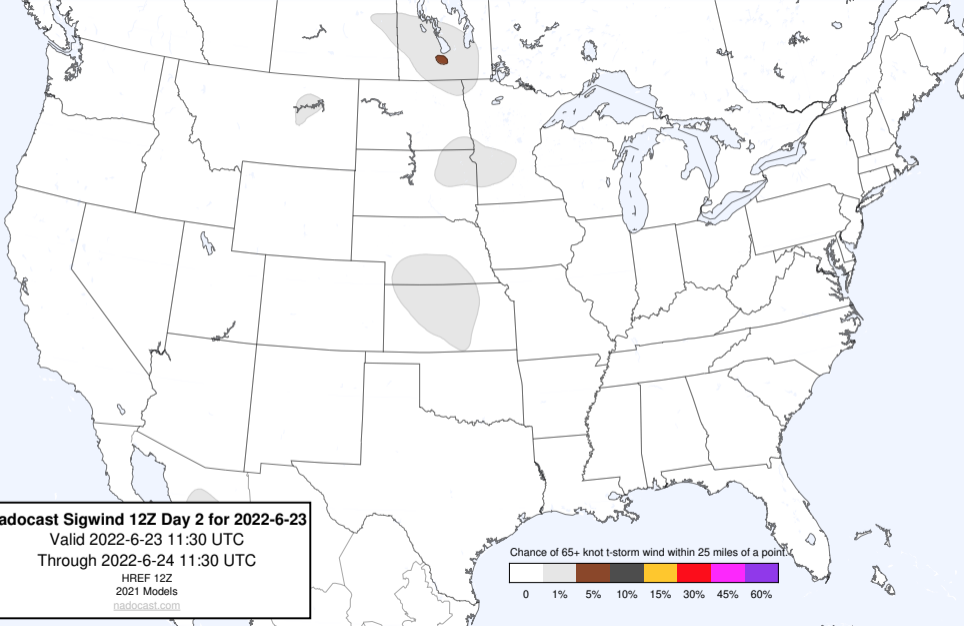 adocast Sigwind 12Z Day 2 for 2022-6-23
Valid 2022-6-23 11:30 UTC
Through 2022-6-24 11:30 UTC
HREF 12Z
2021 Models
nadocast.com
Chance of 65+ knot t-storm wind within 25 miles of a point.
0 1% 5% 10% 15% 30% 45% 60%